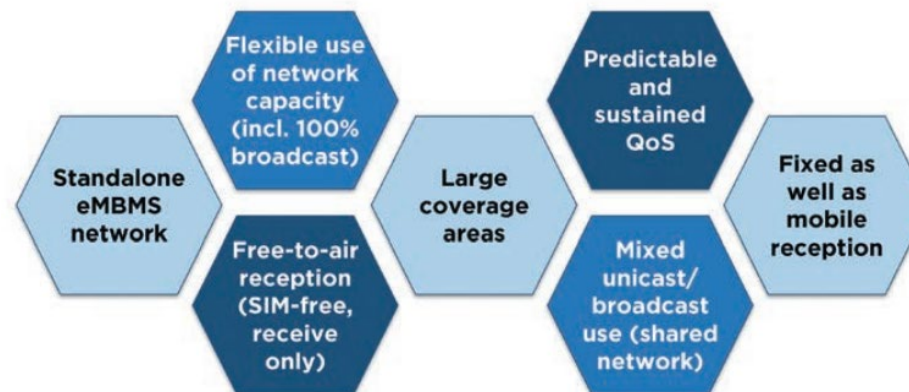 Flexible use
of network
capacity
(incl. 100%
broadcast)
Predictable
and
sustained
QoS
Standalone
eMBMS
network
Large
coverage
areas
Fixed as
well as
mobile
reception
Free-to-air
reception
(SIM-free,
receive
only)
Mixed
unicast/
broadcast
use (shared
network)